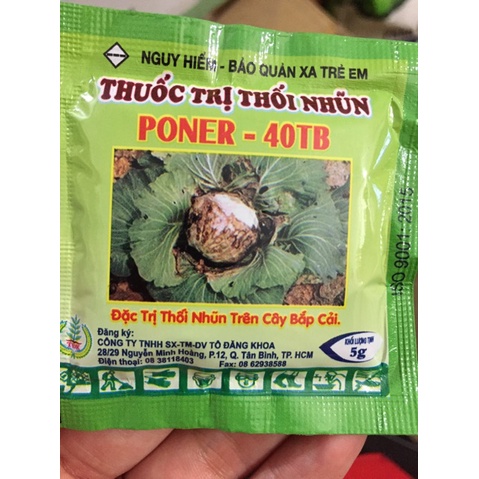 NGUY HIỂM - BẢO QUẢN XA TRẺ EM
THUỐC TRỊ THỐI NHŨN
PONER - 40TB
ISO 9001: 2015
Đặc Trị Thối Nhũn Trên Cây Bắp Cải.
Đăng ký:
CÔNG TY TNHH SX-TM-DV TÔ ĐĂNG KHOA
28/29 Nguyễn Minh Hoàng, P.12, Q. Tân Bình, TP. HCM
Điện thoại: 08 38118403 Fax: 08 62938588
KHỐI LƯỢNG TỊNH
5g